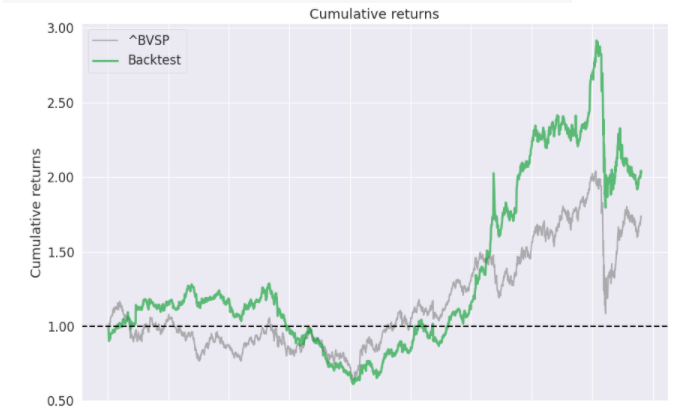 Cumulative returns
^BVSP
Backtest
Cumulative returns
3.00
2.50
2.00
1.50
1.00
0.50